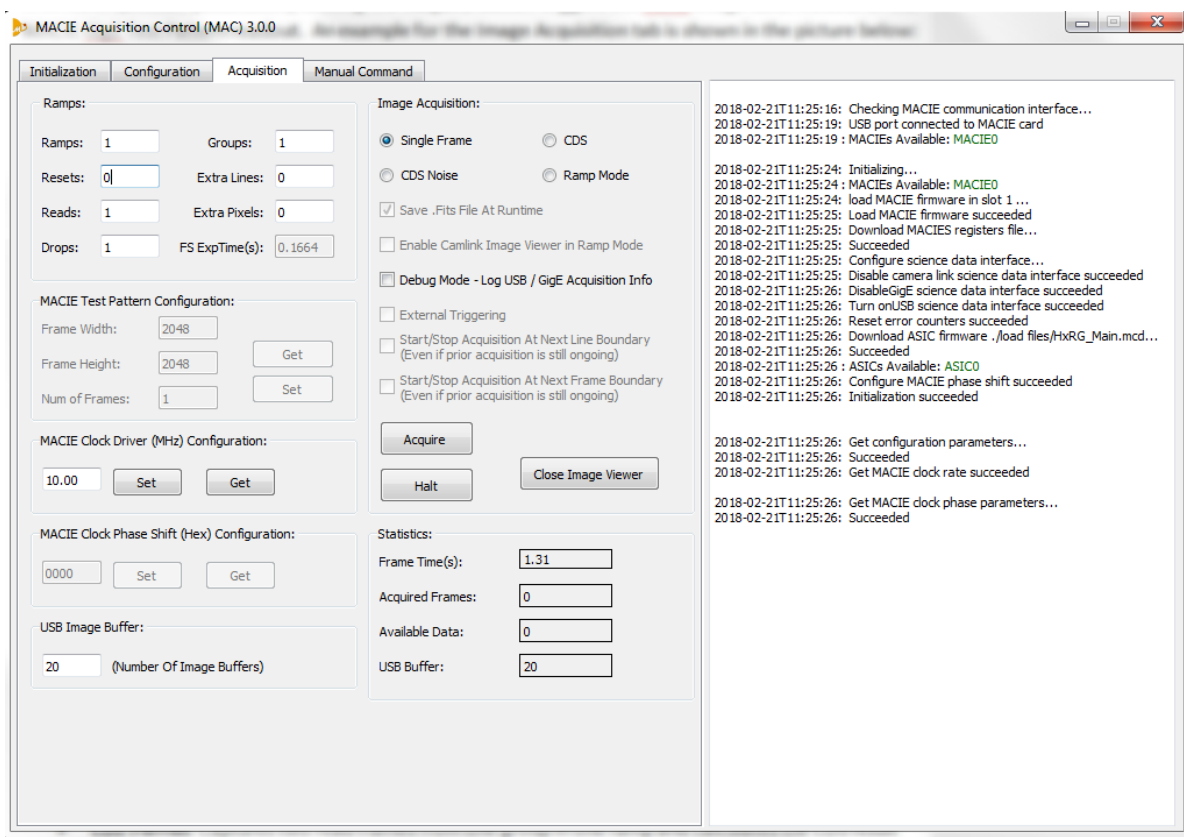 MACIE Acquisition Control (MAC) 3.0.0
out. An example for the Image Acquisition tab is shown in the picture below:
Initialization Configuration Acquisition Manual Command
Ramps:
Ramps: 1 Groups: 1
Resets: 0 Extra Lines: 0
Reads: 1 Extra Pixels: 0
Drops: 1 FS ExpTime(s): 0.1664
MACIE Test Pattern Configuration:
Frame Width: 2048
Frame Height: 2048 Get
Num of Frames: 1 Set
MACIE Clock Driver (MHz) Configuration:
10.00 Set Get
MACIE Clock Phase Shift (Hex) Configuration:
0000 Set Get
USB Image Buffer:
20 (Number Of Image Buffers)
Image Acquisition:
Single Frame CDS
CDS Noise Ramp Mode
Save .Fits File At Runtime
Enable Camlink Image Viewer in Ramp Mode
Debug Mode - Log USB / GigE Acquisition Info
External Triggering
Start/Stop Acquisition At Next Line Boundary
(Even if prior acquisition is still ongoing)
Start/Stop Acquisition At Next Frame Boundary
(Even if prior acquisition is still ongoing)
Acquire
Halt Close Image Viewer
Statistics:
Frame Time(s): 1.31
Acquired Frames: 0
Available Data: 0
USB Buffer: 20
2018-02-21T11:25:16: Checking MACIE communication interface...
2018-02-21T11:25:19: USB port connected to MACIE card
2018-02-21T11:25:19 : MACIEs Available: MACIE0
2018-02-21T11:25:24: Initializing...
2018-02-21T11:25:24 : MACIEs Available: MACIE0
2018-02-21T11:25:24: load MACIE firmware in slot 1 ...
2018-02-21T11:25:25: Load MACIE firmware succeeded
2018-02-21T11:25:25: Download MACIES registers file...
2018-02-21T11:25:25: Succeeded
2018-02-21T11:25:25: Configure science data interface...
2018-02-21T11:25:25: Disable camera link science data interface succeeded
2018-02-21T11:25:26: DisableGigE science data interface succeeded
2018-02-21T11:25:26: Turn onUSB science data interface succeeded
2018-02-21T11:25:26: Reset error counters succeeded
2018-02-21T11:25:26: Download ASIC firmware ./load files/HxRG_Main.mcd...
2018-02-21T11:25:26: Succeeded
2018-02-21T11:25:26 : ASICs Available: ASIC0
2018-02-21T11:25:26: Configure MACIE phase shift succeeded
2018-02-21T11:25:26: Initialization succeeded
2018-02-21T11:25:26: Get configuration parameters...
2018-02-21T11:25:26: Succeeded
2018-02-21T11:25:26: Get MACIE clock rate succeeded
2018-02-21T11:25:26: Get MACIE clock phase parameters...
2018-02-21T11:25:26: Succeeded